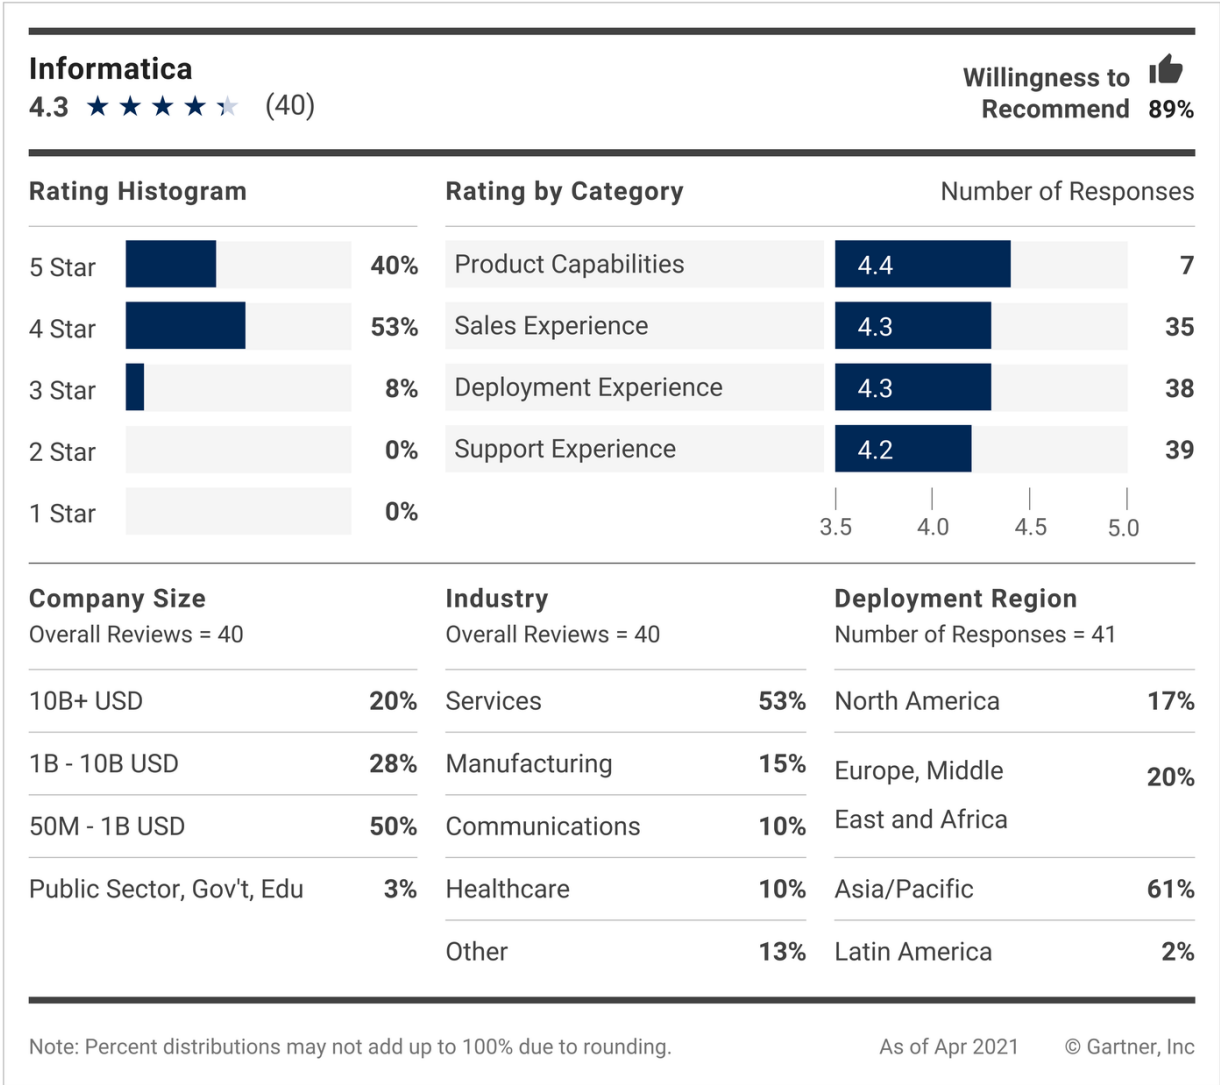 Informatica
4.3 (40)
Willingness to
Recommend 89%
Rating Histogram
5 Star 40%
4 Star 53%
3 Star 8%
2 Star 0%
1 Star 0%
Rating by Category Number of Responses
Product Capabilities 4.4 7
Sales Experience 4.3 35
Deployment Experience 4.3 38
Support Experience 4.2 39
3.5 4.0 4.5 5.0
Company Size
Overall Reviews = 40
10B+ USD 20%
1B - 10B USD 28%
50M - 1B USD 50%
Public Sector, Gov't, Edu 3%
Industry
Overall Reviews = 40
Services 53%
Manufacturing 15%
Communications 10%
Healthcare 10%
Other 13%
Deployment Region
Number of Responses = 41
North America 17%
Europe, Middle 20%
East and Africa
Asia/Pacific 61%
Latin America 2%
Note: Percent distributions may not add up to 100% due to rounding.
As of Apr 2021 © Gartner, Inc